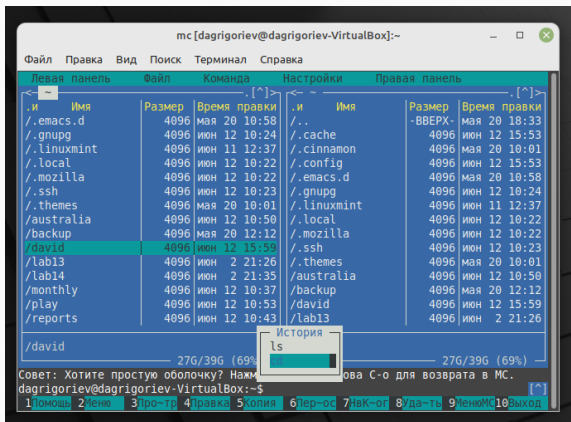 mc [dagrigoriev@dagrigoriev-VirtualBox]:~
Файл Правка Вид Поиск Терминал Справка
Левая панель Файл Команда Настройки Правая панель
<- ~ .[^]> <- ~ .[^]>
.и Имя Размер Время правки .и Имя Размер Время правки
/.emacs.d 4096 мая 20 10:58 /.. -ВВЕРХ- мая 20 18:33
/.gnupg 4096 июн 12 10:24 /.cache 4096 июн 12 15:53
/.linuxmint 4096 июн 11 12:37 /.cinnamon 4096 мая 20 10:01
/.local 4096 июн 12 10:22 /.config 4096 июн 12 15:53
/.mozilla 4096 июн 12 10:22 /.emacs.d 4096 мая 20 10:58
/.ssh 4096 июн 12 10:23 /.gnupg 4096 июн 12 10:24
/.themes 4096 мая 20 10:01 /.linuxmint 4096 июн 11 12:37
/australia 4096 июн 12 10:50 /.local 4096 июн 12 10:22
/backup 4096 мая 20 12:12 /.mozilla 4096 июн 12 10:22
/david 4096 июн 12 15:59 /.ssh 4096 июн 12 10:23
/lab13 4096 июн 2 21:26 /.themes 4096 мая 20 10:01
/lab14 4096 июн 2 21:35 /australia 4096 июн 12 10:50
/monthly 4096 июн 12 10:37 /backup 4096 мая 20 12:12
/play 4096 июн 12 10:53 /david 4096 июн 12 15:59
/reports 4096 июн 12 10:43 /lab13 4096 июн 2 21:26
История
/david ls
27G/39G (69% 27G/39G (69%)
Совет: Хотите простую оболочку? Нажм ова C-o для возврата в MC.
dagrigoriev@dagrigoriev-VirtualBox:~$ [^]
1Помощь 2Меню 3Про~тр 4Правка 5Копия 6Пер~ос 7НвК~ог 8Уда~ть 9МенюMC 10Выход